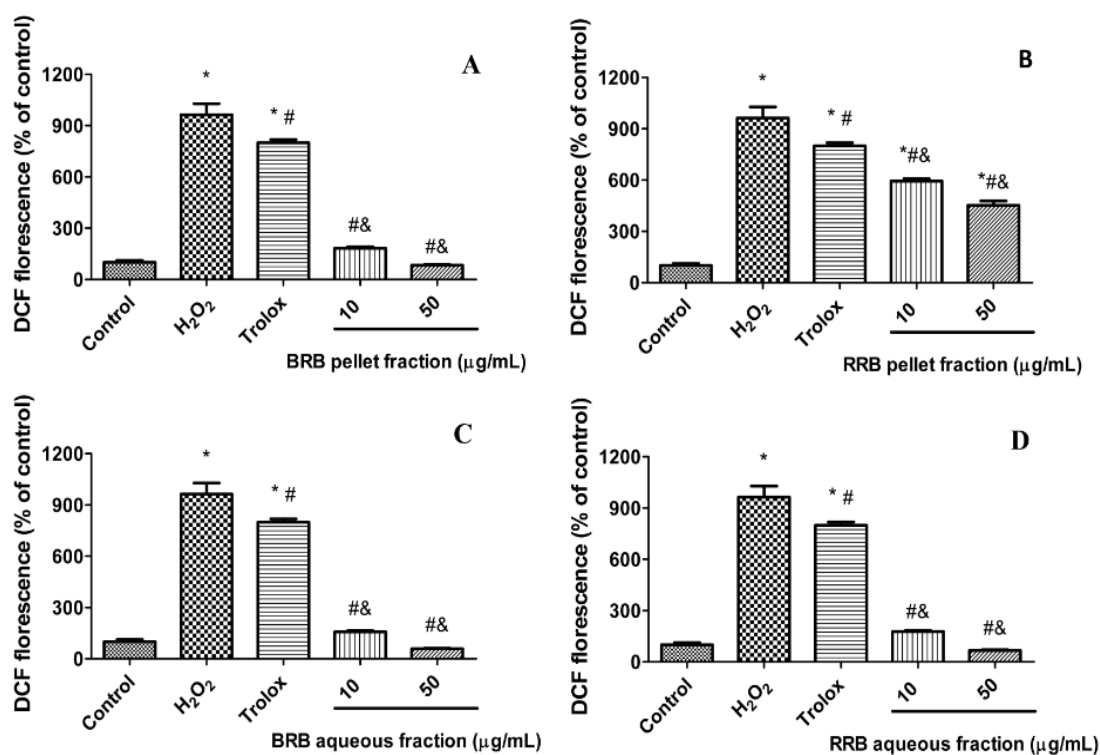 A
DCF florescence (% of control)
1200
900
600
300
0
*
* #
#&
#&
Control
H₂O₂
Trolox
10
50
BRB pellet fraction (μg/mL)
B
DCF florescence (% of control)
1200
900
600
300
0
*
* #
*#&
*#&
Control
H₂O₂
Trolox
10
50
RRB pellet fraction (μg/mL)
C
DCF florescence (% of control)
1200
900
600
300
0
*
* #
#&
#&
Control
H₂O₂
Trolox
10
50
BRB aqueous fraction (μg/mL)
D
DCF florescence (% of control)
1200
900
600
300
0
*
* #
#&
#&
Control
H₂O₂
Trolox
10
50
RRB aqueous fraction (μg/mL)